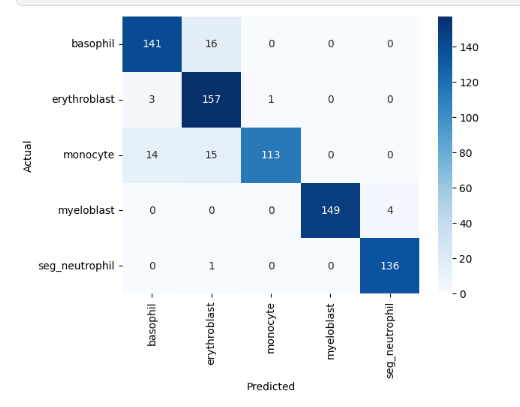 basophil 141 16 0 0 0
erythroblast 3 157 1 0 0
monocyte 14 15 113 0 0
myeloblast 0 0 0 149 4
seg_neutrophil 0 1 0 0 136
Actual
basophil erythroblast monocyte myeloblast seg_neutrophil
Predicted
140
120
100
80
60
40
20
0